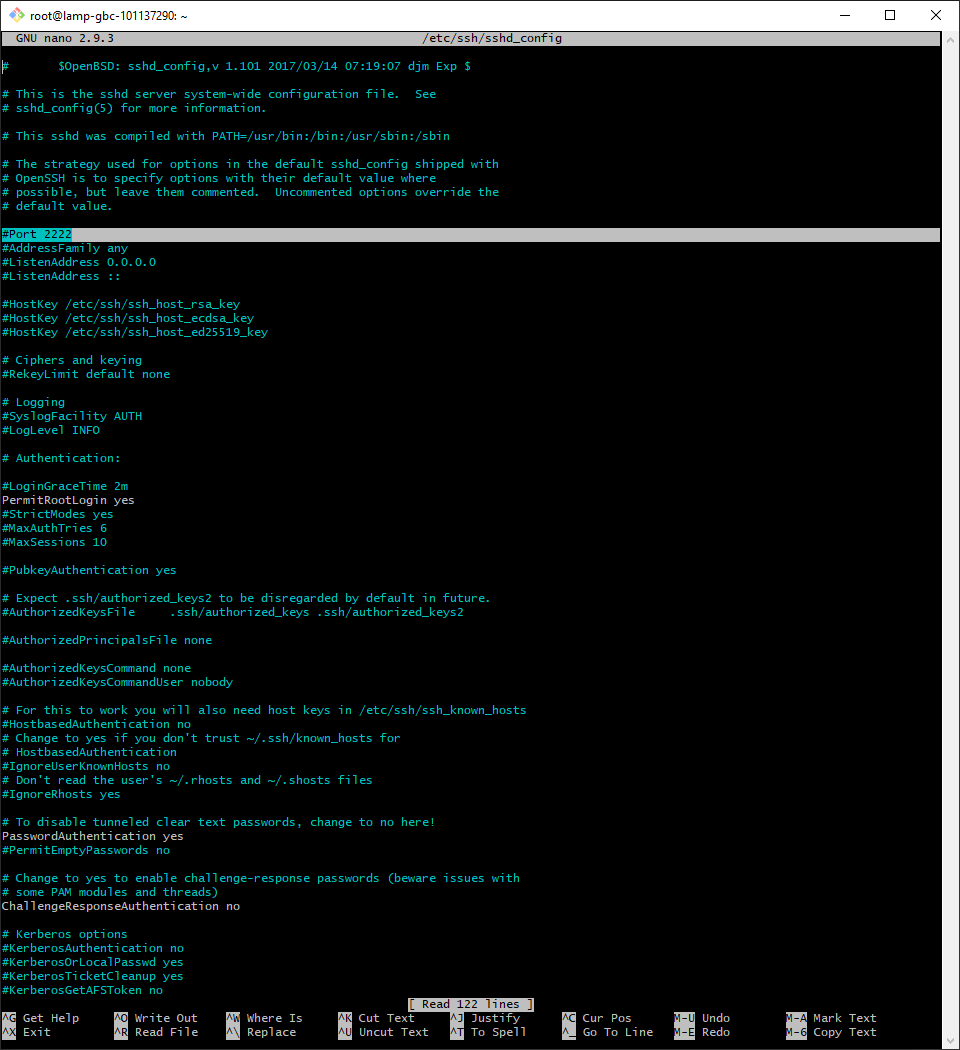 root@lamp-gbc-101137290: ~
GNU nano 2.9.3 /etc/ssh/sshd_config
#       $OpenBSD: sshd_config,v 1.101 2017/03/14 07:19:07 djm Exp $
# This is the sshd server system-wide configuration file.  See
# sshd_config(5) for more information.
# This sshd was compiled with PATH=/usr/bin:/bin:/usr/sbin:/sbin
# The strategy used for options in the default sshd_config shipped with
# OpenSSH is to specify options with their default value where
# possible, but leave them commented.  Uncommented options override the
# default value.
#Port 2222
#AddressFamily any
#ListenAddress 0.0.0.0
#ListenAddress ::
#HostKey /etc/ssh/ssh_host_rsa_key
#HostKey /etc/ssh/ssh_host_ecdsa_key
#HostKey /etc/ssh/ssh_host_ed25519_key
# Ciphers and keying
#RekeyLimit default none
# Logging
#SyslogFacility AUTH
#LogLevel INFO
# Authentication:
#LoginGraceTime 2m
PermitRootLogin yes
#StrictModes yes
#MaxAuthTries 6
#MaxSessions 10
#PubkeyAuthentication yes
# Expect .ssh/authorized_keys2 to be disregarded by default in future.
#AuthorizedKeysFile     .ssh/authorized_keys .ssh/authorized_keys2
#AuthorizedPrincipalsFile none
#AuthorizedKeysCommand none
#AuthorizedKeysCommandUser nobody
# For this to work you will also need host keys in /etc/ssh/ssh_known_hosts
#HostbasedAuthentication no
# Change to yes if you don't trust ~/.ssh/known_hosts for
# HostbasedAuthentication
#IgnoreUserKnownHosts no
# Don't read the user's ~/.rhosts and ~/.shosts files
#IgnoreRhosts yes
# To disable tunneled clear text passwords, change to no here!
PasswordAuthentication yes
#PermitEmptyPasswords no
# Change to yes to enable challenge-response passwords (beware issues with
# some PAM modules and threads)
ChallengeResponseAuthentication no
# Kerberos options
#KerberosAuthentication no
#KerberosOrLocalPasswd yes
#KerberosTicketCleanup yes
#KerberosGetAFSToken no
[ Read 122 lines ]
^G Get Help ^O Write Out ^W Where Is ^K Cut Text ^J Justify ^C Cur Pos M-U Undo M-A Mark Text
^X Exit ^R Read File ^\ Replace ^U Uncut Text ^T To Spell ^_ Go To Line M-E Redo M-6 Copy Text